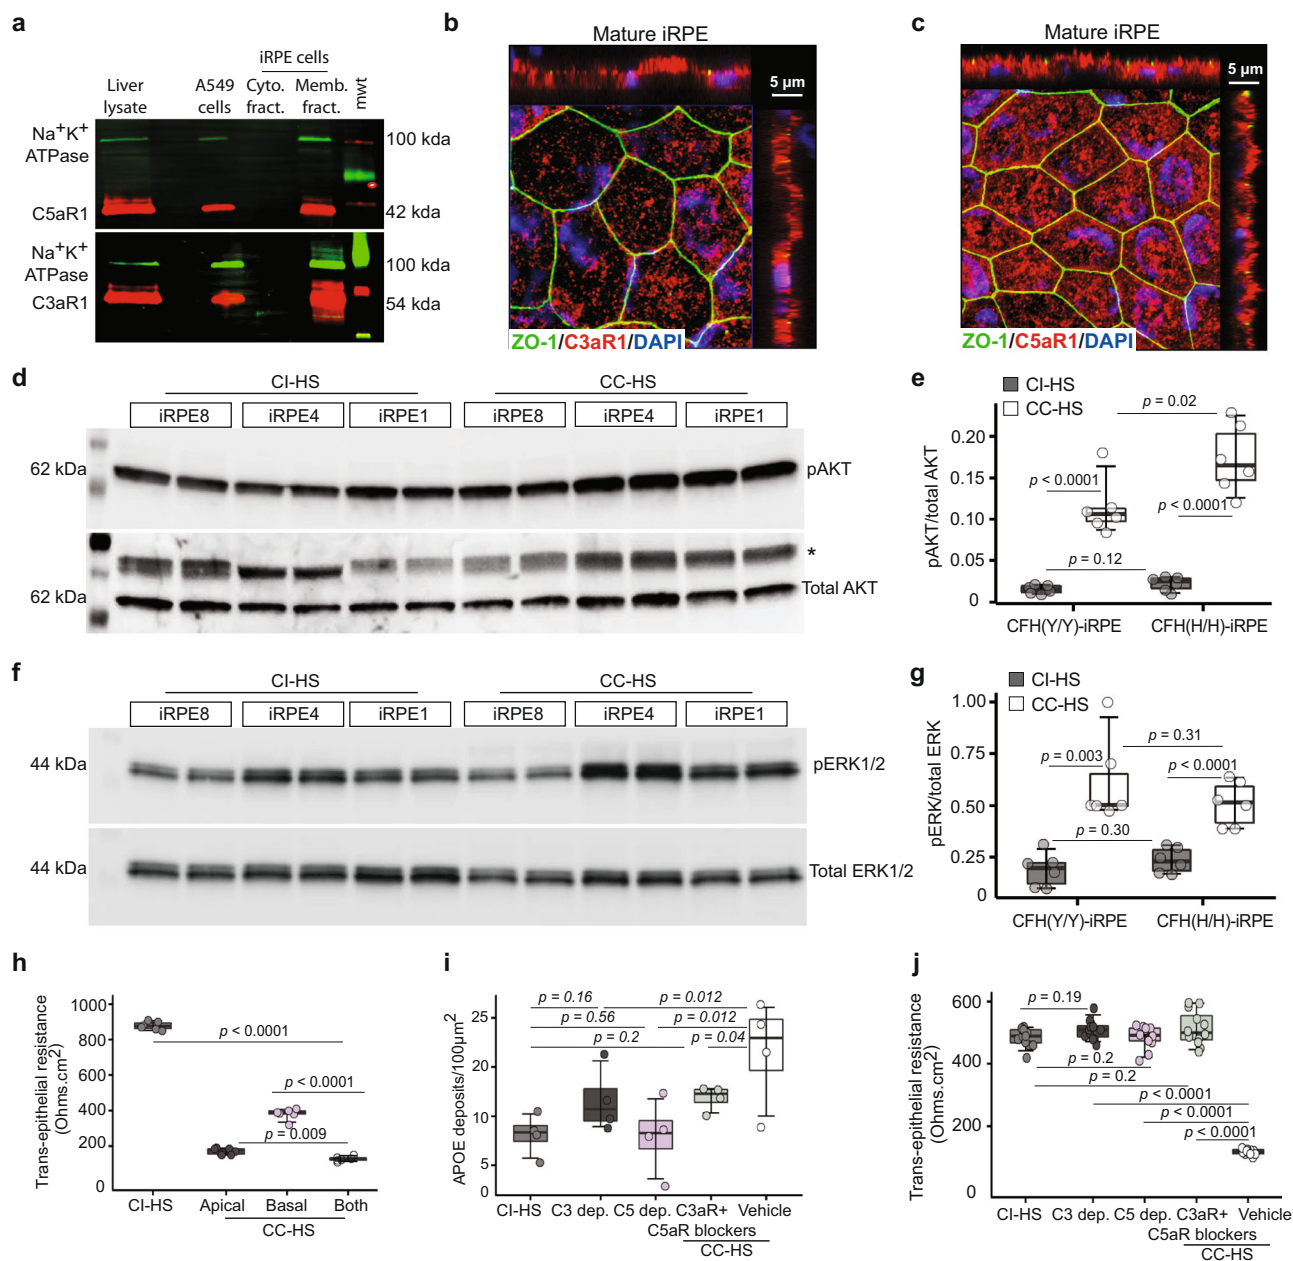 a
iRPE cells
Liver lysate
A549 cells
Cyto. fract.
Memb. fract.
mwt
Na+K+ ATPase
100 kda
C5aR1
42 kda
Na+K+ ATPase
100 kda
C3aR1
54 kda
b
Mature iRPE
5 µm
ZO-1/C3aR1/DAPI
c
Mature iRPE
5 µm
ZO-1/C5aR1/DAPI
d
CI-HS
CC-HS
iRPE8
iRPE4
iRPE1
iRPE8
iRPE4
iRPE1
62 kDa
pAKT
*
62 kDa
Total AKT
e
CI-HS
CC-HS
pAKT/total AKT
0.20
0.15
0.10
0.05
0
p = 0.02
p < 0.0001
p < 0.0001
p = 0.12
CFH(Y/Y)-iRPE
CFH(H/H)-iRPE
f
CI-HS
CC-HS
iRPE8
iRPE4
iRPE1
iRPE8
iRPE4
iRPE1
44 kDa
pERK1/2
44 kDa
Total ERK1/2
g
CI-HS
CC-HS
pERK/total ERK
1.00
0.75
0.50
0.25
0
p = 0.31
p = 0.003
p < 0.0001
p = 0.30
CFH(Y/Y)-iRPE
CFH(H/H)-iRPE
h
Trans-epithelial resistance
(Ohms.cm2)
1000
800
600
400
200
0
p < 0.0001
p < 0.0001
p = 0.009
CI-HS
Apical
Basal
Both
CC-HS
i
APOE deposits/100µm2
25
20
10
5
0
p = 0.16
p = 0.012
p = 0.56
p = 0.012
p = 0.2
p = 0.04
CI-HS
C3 dep.
C5 dep.
C3aR+
Vehicle
C5aR blockers
CC-HS
j
Trans-epithelial resistance
(Ohms.cm2)
600
400
200
0
p = 0.19
p = 0.2
p = 0.2
p < 0.0001
p < 0.0001
p < 0.0001
CI-HS
C3 dep.
C5 dep.
C3aR+
Vehicle
C5aR blockers
CC-HS